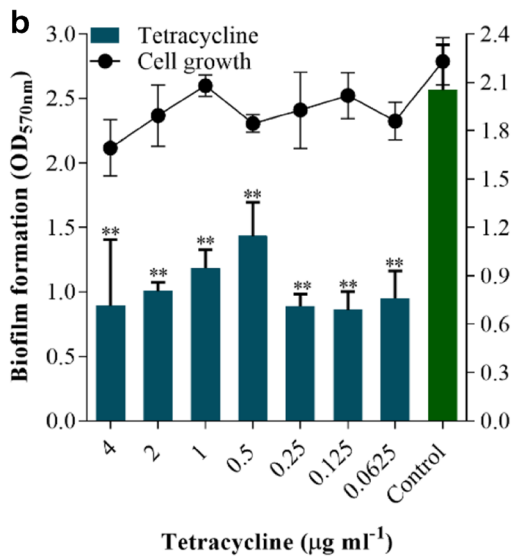 b
Tetracycline
Cell growth
Biofilm formation (OD570nm)
3.0
2.5
2.0
1.5
1.0
0.5
0.0
2.4
2.1
1.8
1.5
1.2
0.9
0.6
0.3
0.0
** ** ** ** ** ** **
4 2 1 0.5 0.25 0.125 0.0625 Control
Tetracycline (μg ml-1)